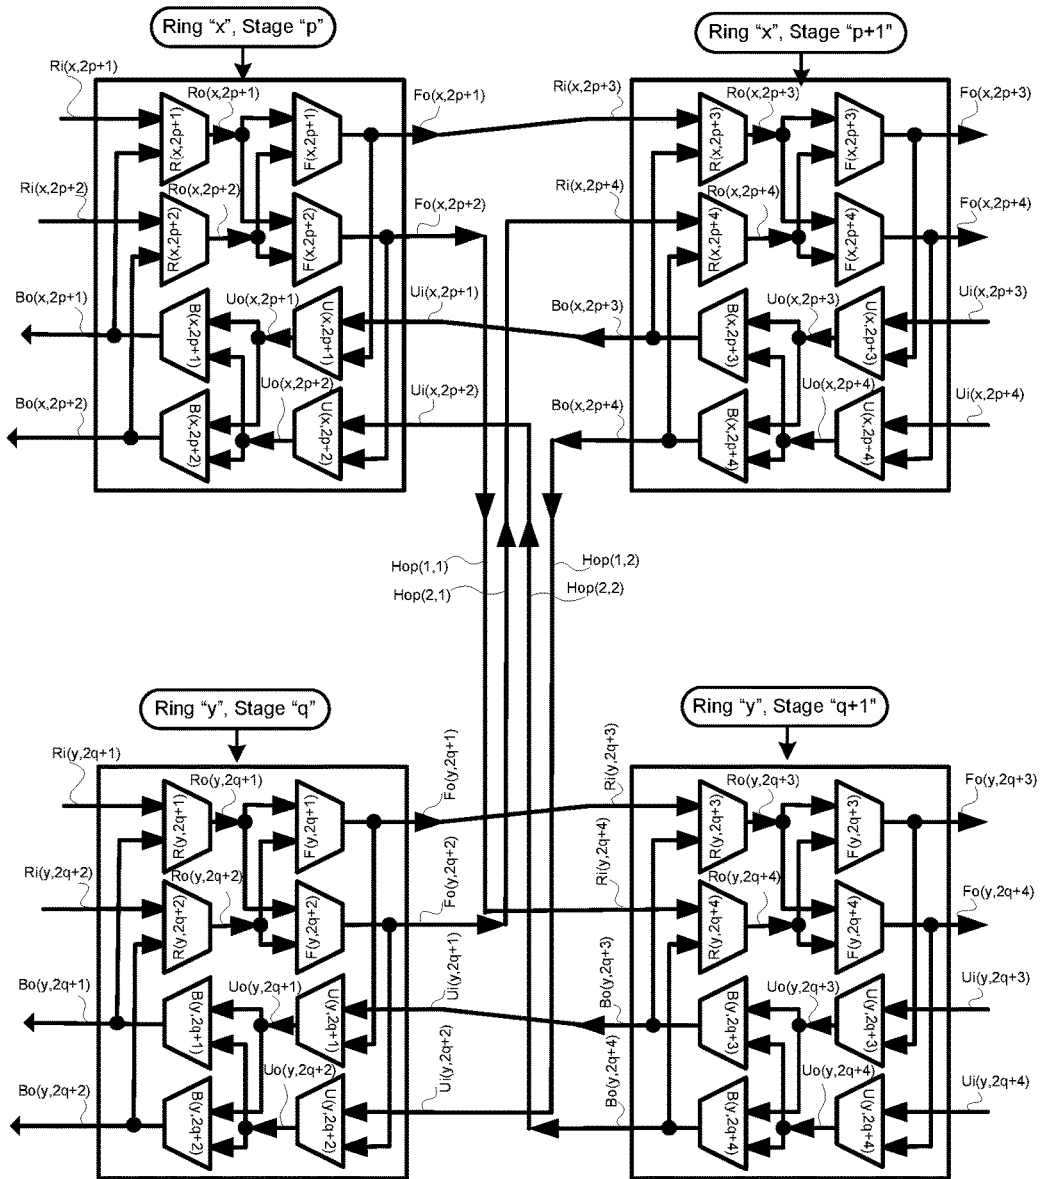 Ring “x”, Stage “p”
Ring “x”, Stage “p+1”
Ri(x,2p+1)
Ro(x,2p+1)
Fo(x,2p+1)
Ri(x,2p+3)
Ro(x,2p+3)
Fo(x,2p+3)
R(x,2p+1)
F(x,2p+1)
R(x,2p+3)
F(x,2p+3)
Ri(x,2p+2)
Ro(x,2p+2)
Fo(x,2p+2)
Ri(x,2p+4)
Ro(x,2p+4)
Fo(x,2p+4)
R(x,2p+2)
F(x,2p+2)
R(x,2p+4)
F(x,2p+4)
Bo(x,2p+1)
Uo(x,2p+1)
Ui(x,2p+1)
Bo(x,2p+3)
Uo(x,2p+3)
Ui(x,2p+3)
B(x,2p+1)
U(x,2p+1)
B(x,2p+3)
U(x,2p+3)
Bo(x,2p+2)
Uo(x,2p+2)
Ui(x,2p+2)
Bo(x,2p+4)
Uo(x,2p+4)
Ui(x,2p+4)
B(x,2p+2)
U(x,2p+2)
B(x,2p+4)
U(x,2p+4)
Hop(1,1)
Hop(1,2)
Hop(2,1)
Hop(2,2)
Ring “y”, Stage “q”
Ring “y”, Stage “q+1”
Ri(y,2q+1)
Ro(y,2q+1)
Fo(y,2q+1)
Ri(y,2q+3)
Ro(y,2q+3)
Fo(y,2q+3)
R(y,2q+1)
F(y,2q+1)
R(y,2q+3)
F(y,2q+3)
Ri(y,2q+2)
Ro(y,2q+2)
Fo(y,2q+2)
Ri(y,2q+4)
Ro(y,2q+4)
Fo(y,2q+4)
R(y,2q+2)
F(y,2q+2)
R(y,2q+4)
F(y,2q+4)
Bo(y,2q+1)
Uo(y,2q+1)
Ui(y,2q+1)
Bo(y,2q+3)
Uo(y,2q+3)
Ui(y,2q+3)
B(y,2q+1)
U(y,2q+1)
B(y,2q+3)
U(y,2q+3)
Bo(y,2q+2)
Uo(y,2q+2)
Ui(y,2q+2)
Bo(y,2q+4)
Uo(y,2q+4)
Ui(y,2q+4)
B(y,2q+2)
U(y,2q+2)
B(y,2q+4)
U(y,2q+4)